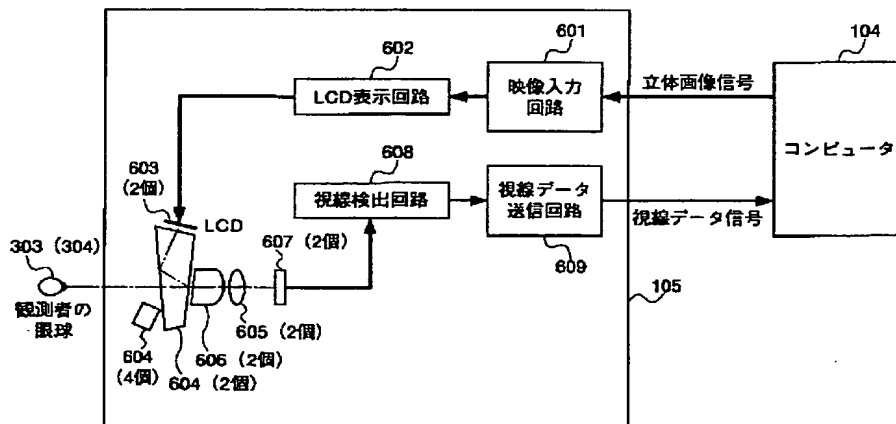 602
LCD表示回路
601
映像入力
回路
立体画像信号
104
コンピュータ
603
(2個)
LCD
608
視線検出回路
視線データ
送信回路
609
視線データ信号
607 (2個)
303 (304)
観測者の
眼球
105
605 (2個)
606 (2個)
604 (2個)
604
(4個)